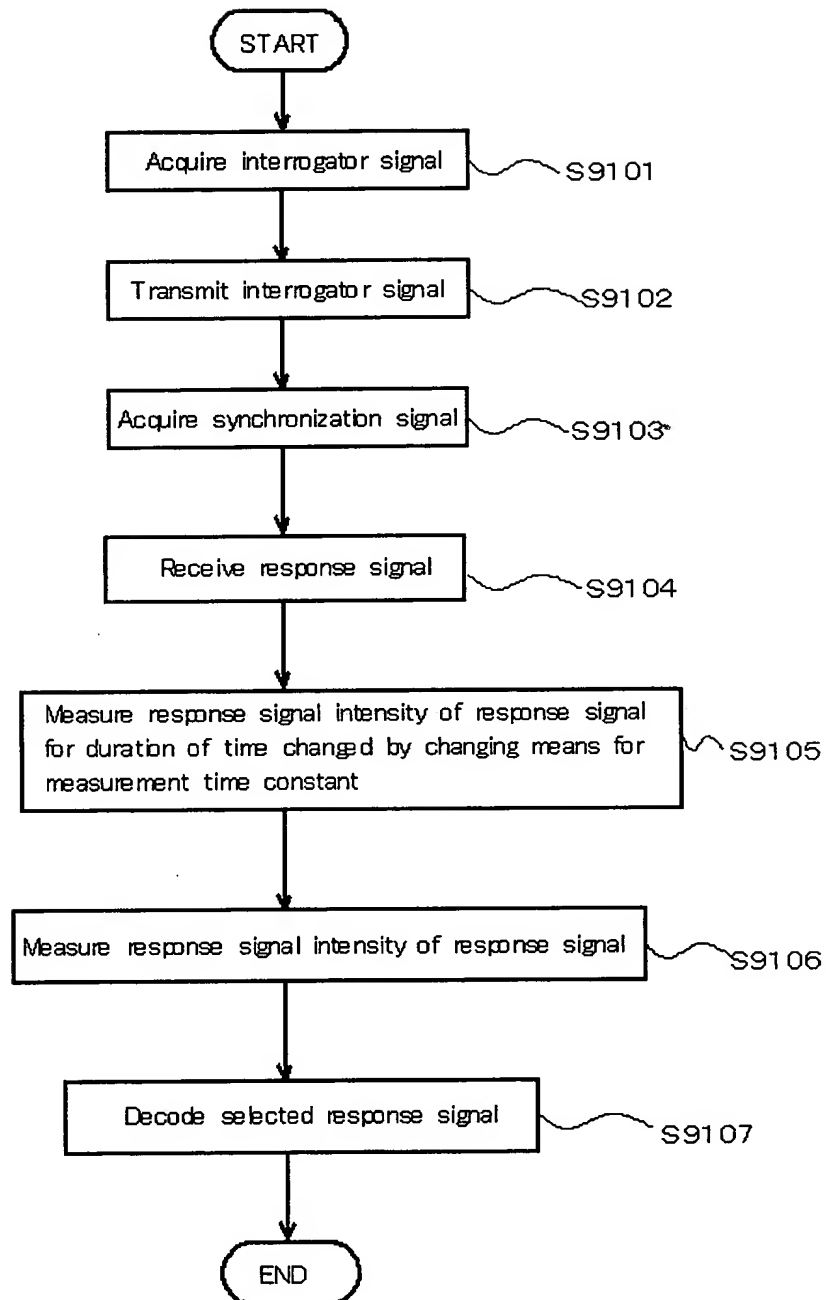 START
Acquire interrogator signal
S9101
Transmit interrogator signal
S9102
Acquire synchronization signal
S9103
Receive response signal
S9104
Measure response signal intensity of response signal
for duration of time changed by changing means for
measurement time constant
S9105
Measure response signal intensity of response signal
S9106
Decode selected response signal
S9107
END